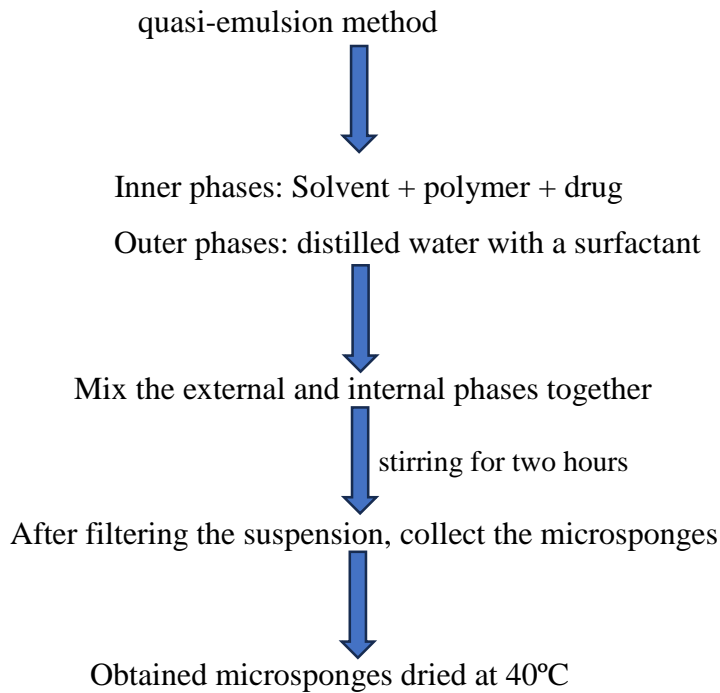 quasi-emulsion method
Inner phases: Solvent + polymer + drug
Outer phases: distilled water with a surfactant
Mix the external and internal phases together
stirring for two hours
After filtering the suspension, collect the microsponges
Obtained microsponges dried at 40ºC